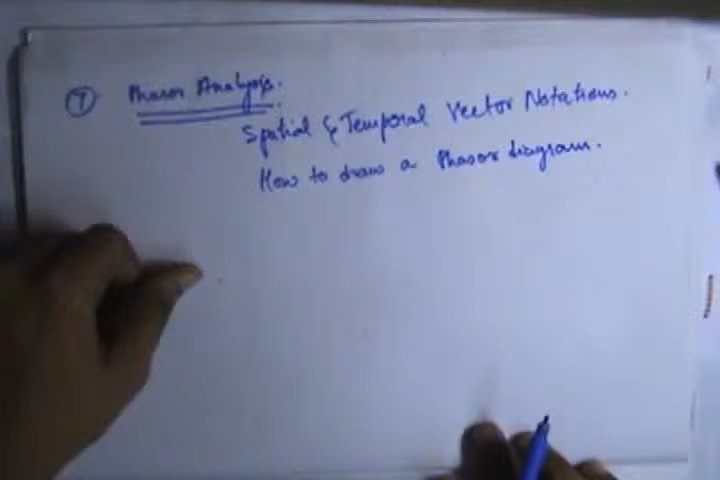 ⑦ Phasor Analysis.
Spatial & Temporal Vector Notations.
How to draw a Phasor diagram.